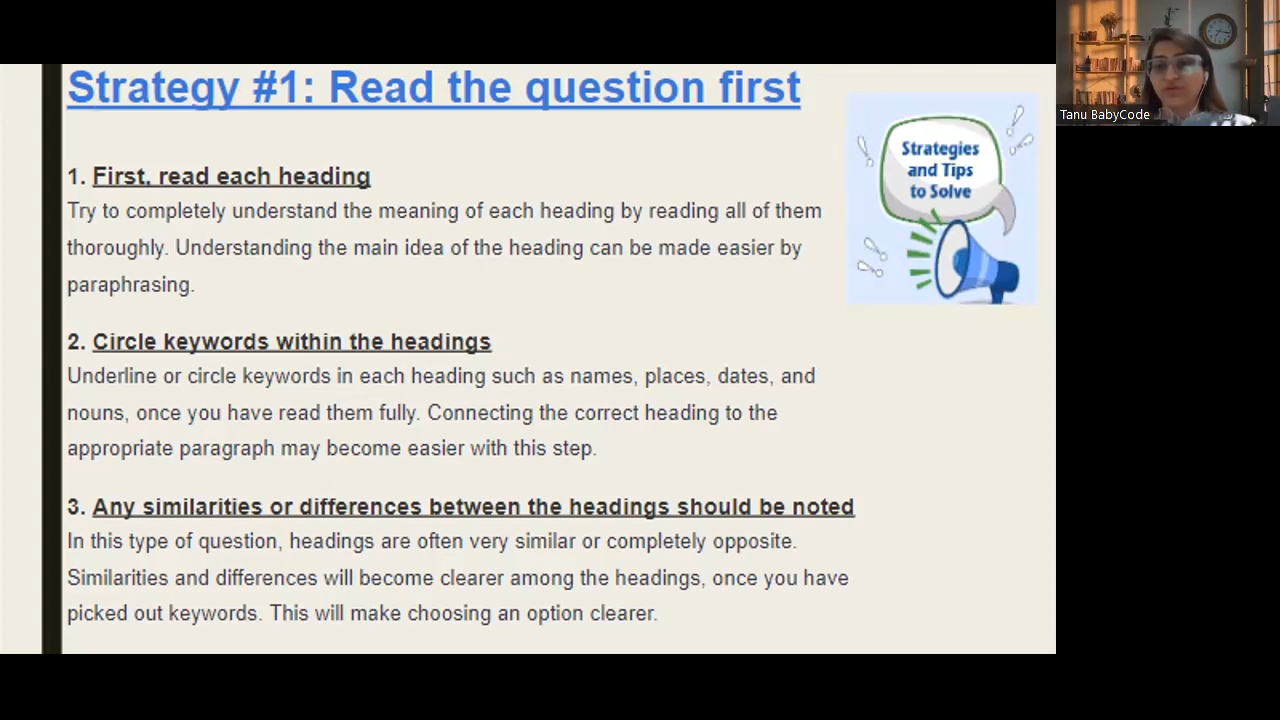 Strategy #1: Read the question first
1. First, read each heading
Try to completely understand the meaning of each heading by reading all of them
thoroughly. Understanding the main idea of the heading can be made easier by
paraphrasing.
2. Circle keywords within the headings
Underline or circle keywords in each heading such as names, places, dates, and
nouns, once you have read them fully. Connecting the correct heading to the
appropriate paragraph may become easier with this step.
3. Any similarities or differences between the headings should be noted
In this type of question, headings are often very similar or completely opposite.
Similarities and differences will become clearer among the headings, once you have
picked out keywords. This will make choosing an option clearer.
Strategies
and Tips
to Solve
Tanu BabyCode